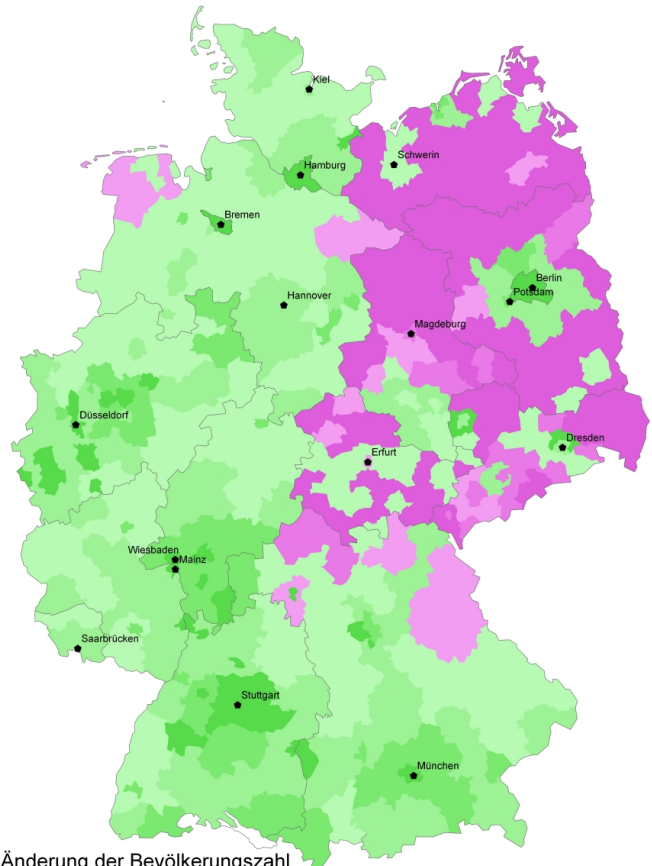 Kiel
Hamburg
Schwerin
Bremen
Berlin
Potsdam
Hannover
Magdeburg
Düsseldorf
Dresden
Erfurt
Wiesbaden
Mainz
Saarbrücken
Stuttgart
München
Änderung der Bevölkerungszahl